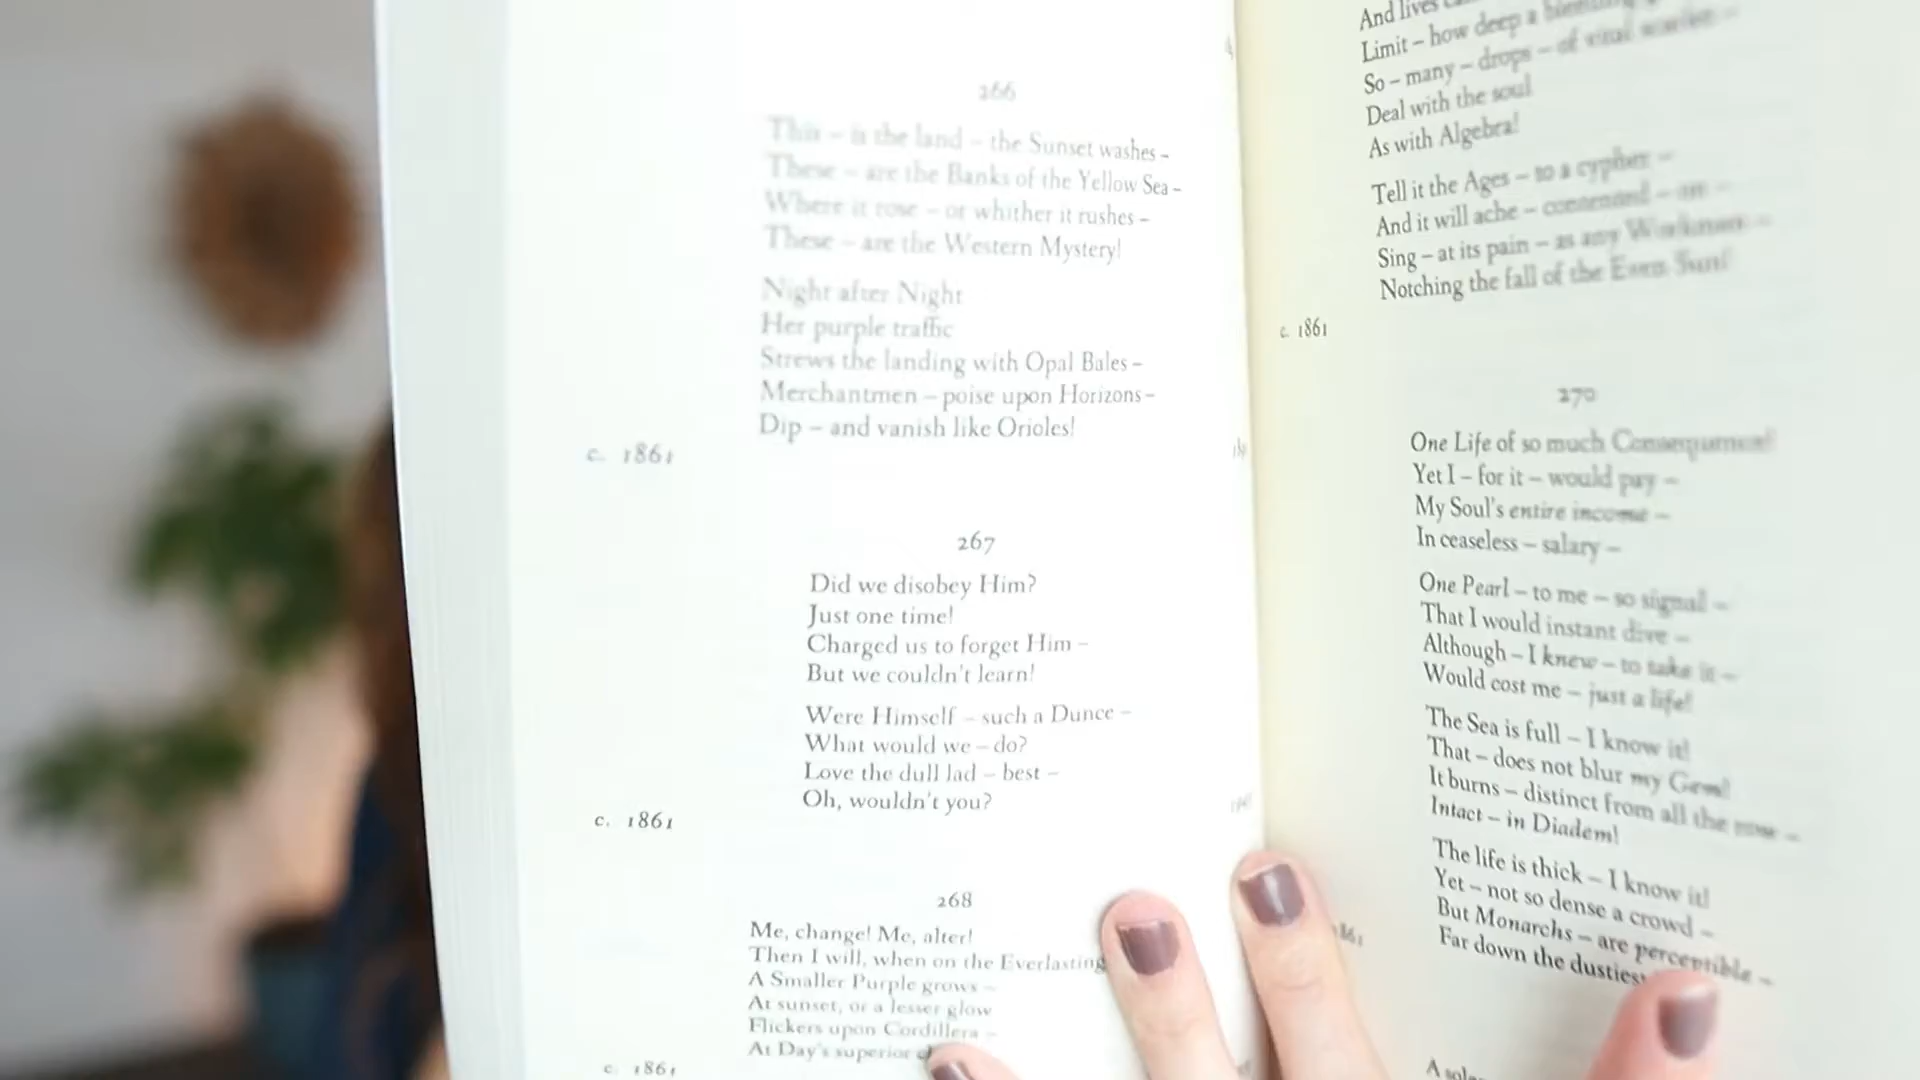 266
This – is the land – the Sunset washes –
These – are the Banks of the Yellow Sea –
Where it rose – or whither it rushes –
These – are the Western Mystery!
Night after Night
Her purple traffic
Strews the landing with Opal Bales –
Merchantmen – poise upon Horizons –
Dip – and vanish like Orioles!
c. 1861
267
Did we disobey Him?
Just one time!
Charged us to forget Him –
But we couldn't learn!
Were Himself – such a Dunce –
What would we – do?
Love the dull lad – best –
Oh, wouldn't you?
c. 1861
268
Me, change! Me, alter!
Then I will, when on the Everlasting
A Smaller Purple grows –
At sunset, or a lesser glow
Flickers upon Cordillera –
At Day's superior
c. 1861
And lives
Limit – how deep a
So – many – drops – of vital scarlet –
Deal with the soul
As with Algebra!
Tell it the Ages – to a cypher –
And it will ache – contented – on –
Sing – at its pain – as any Workman –
Notching the fall of the Even Sun!
c. 1861
270
One Life of so much Consequence!
Yet I – for it – would pay –
My Soul's entire income –
In ceaseless – salary –
One Pearl – to me – so signal –
That I would instant dive –
Although – I knew – to take it –
Would cost me – just a life!
The Sea is full – I know it!
That – does not blur my Gem!
It burns – distinct from all the row –
Intact – in Diadem!
The life is thick – I know it!
Yet – not so dense a crowd –
But Monarchs – are perceptible –
Far down the dustiest
A